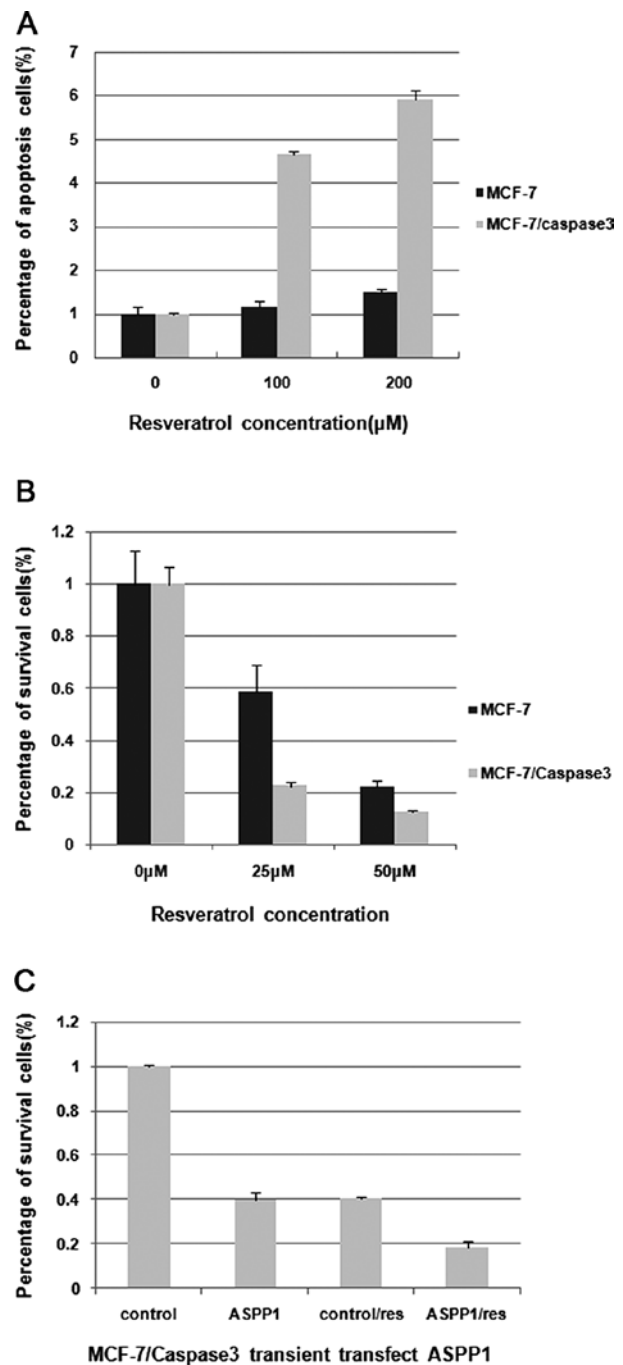 A
Percentage of apoptosis cells(%)
7
6
5
4
3
2
1
0
0
100
200
Resveratrol concentration(µM)
MCF-7
MCF-7/caspase3
B
Percentage of survival cells(%)
1.2
1
0.8
0.6
0.4
0.2
0
0µM
25µM
50µM
Resveratrol concentration
MCF-7
MCF-7/Caspase3
C
Percentage of survival cells(%)
1.2
1
0.8
0.6
0.4
0.2
0
control
ASPP1
control/res
ASPP1/res
MCF-7/Caspase3 transient transfect ASPP1